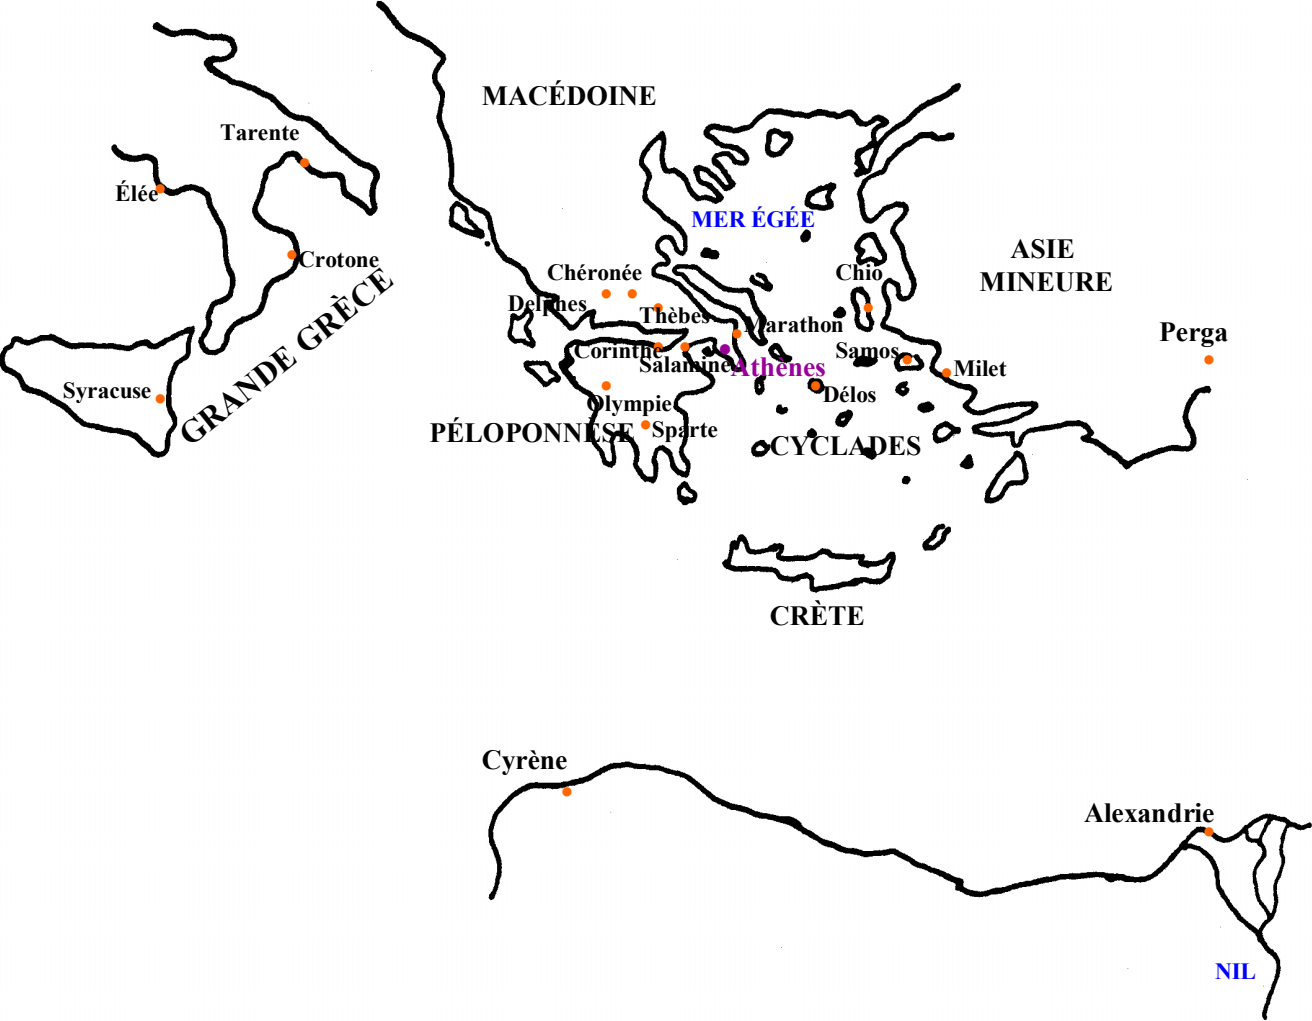 MACÉDOINE
Tarente
Élée
MER ÉGÉE
ASIE
MINEURE
Crotone
Chéronée
Chio
GRANDE GRÈCE
Delphes
Thèbes
Marathon
Perga
Corinthe
Salamine
Athènes
Samos
Milet
Syracuse
Olympie
Délos
PÉLOPONNÈSE
Sparte
CYCLADES
CRÈTE
Cyrène
Alexandrie
NIL